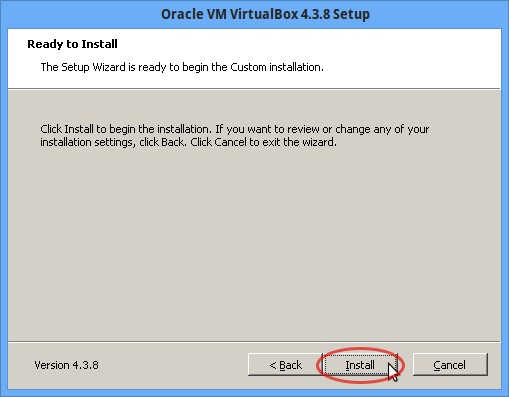 Oracle VM VirtualBox 4.3.8 Setup
Ready to Install
The Setup Wizard is ready to begin the Custom installation.
Click Install to begin the installation. If you want to review or change any of your
installation settings, click Back. Click Cancel to exit the wizard.
Version 4.3.8
< Back
Install
Cancel